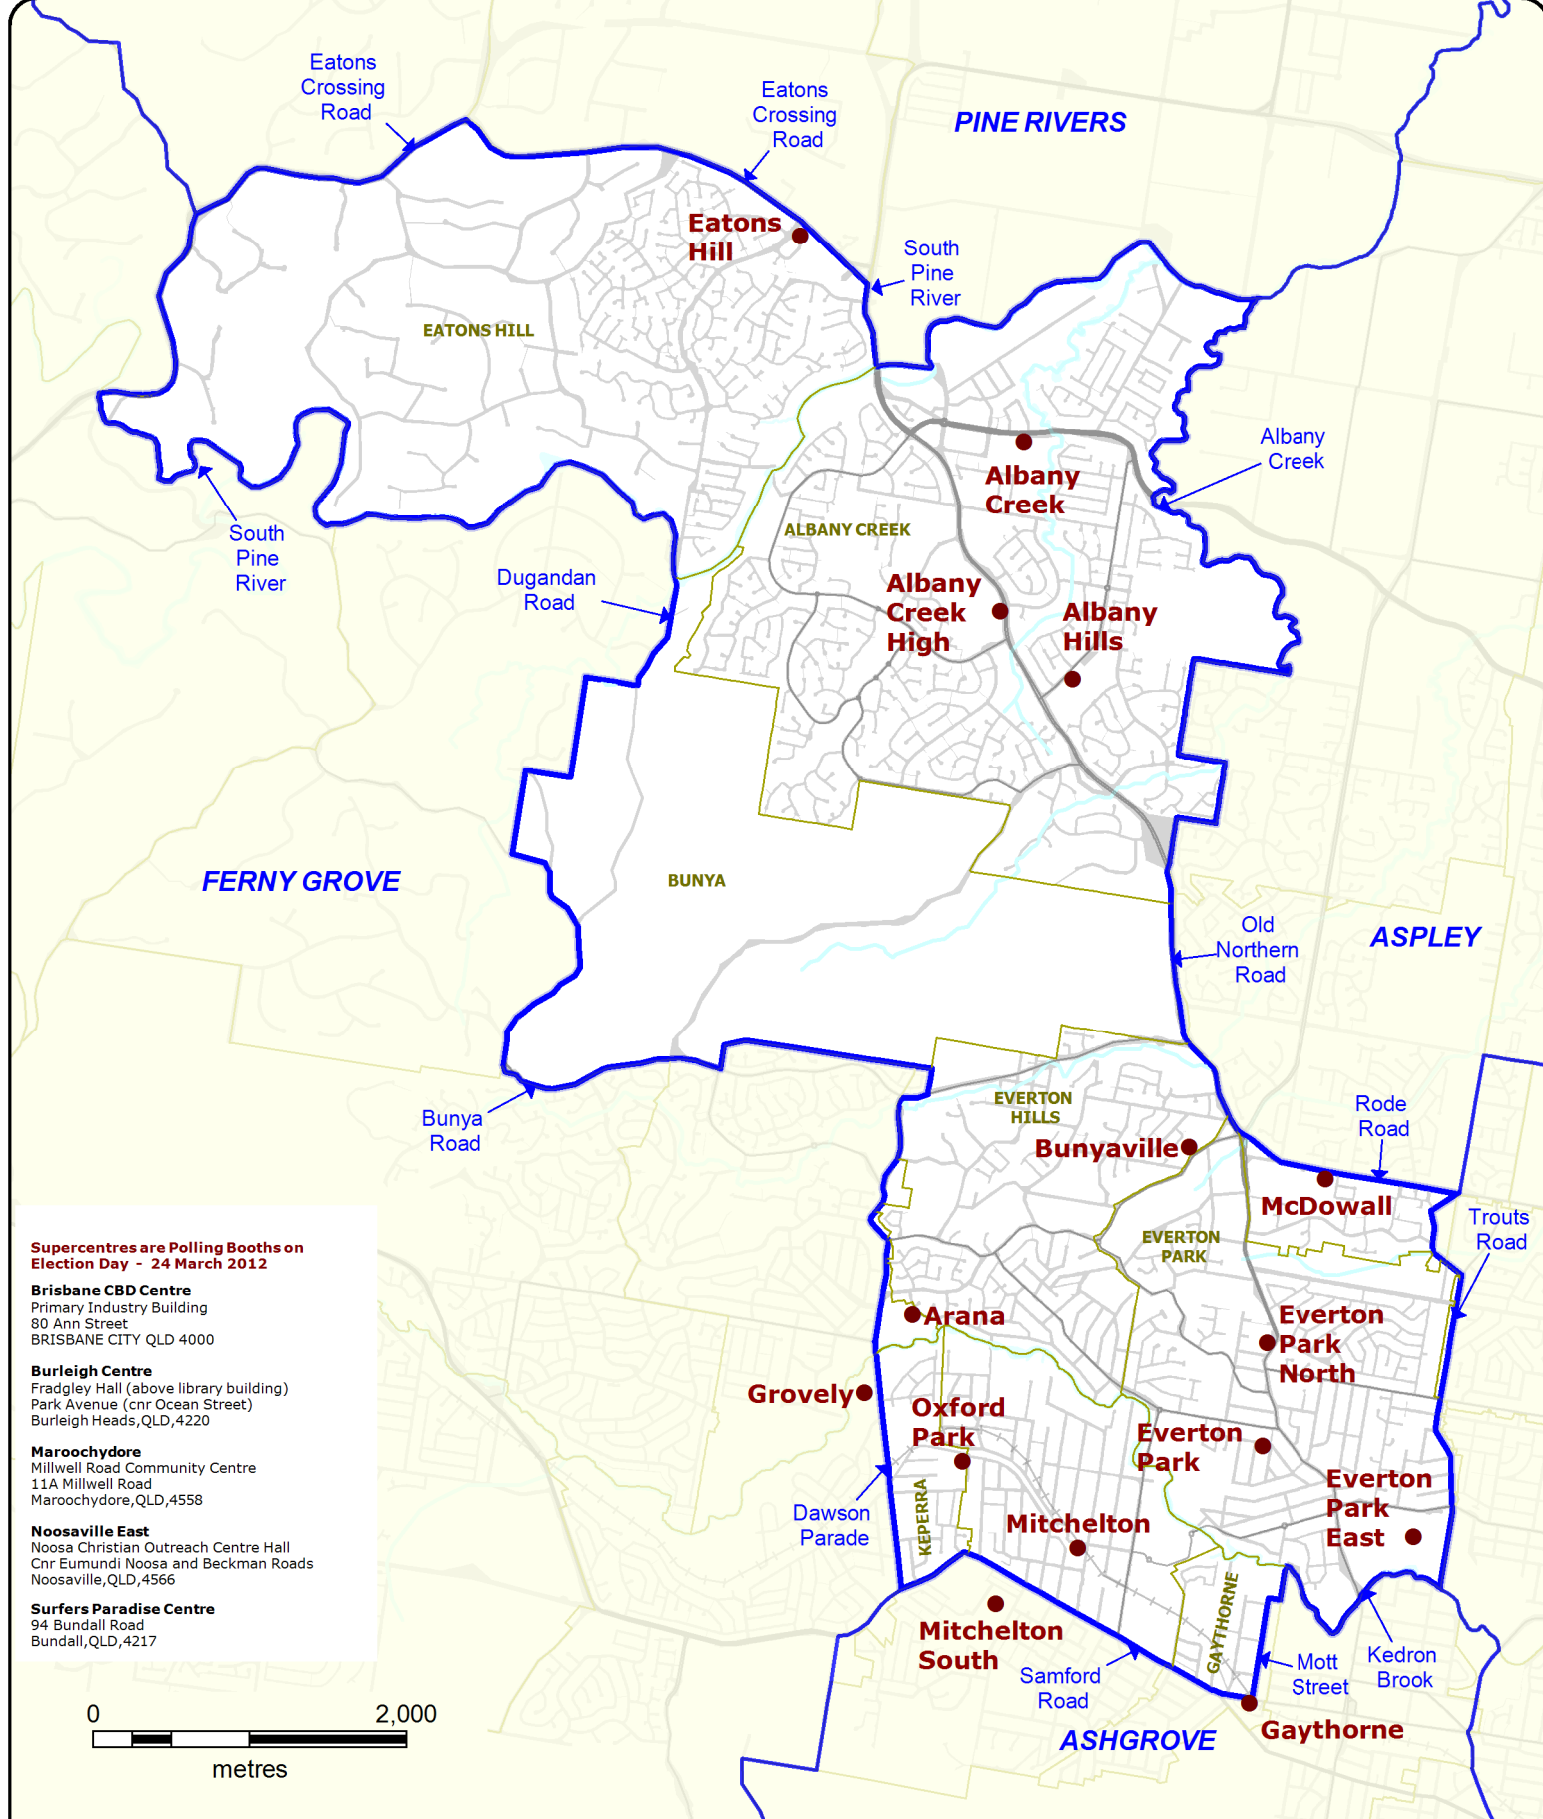 Eatons
Crossing
Road
Eatons
Crossing
Road
PINE RIVERS
Eatons
Hill
South
Pine
River
EATONS HILL
Albany
Creek
Albany
Creek
South
Pine
River
ALBANY CREEK
Dugandan
Road
Albany
Creek
High
Albany
Hills
FERNY GROVE
BUNYA
Old
Northern
Road
ASPLEY
Bunya
Road
EVERTON
HILLS
Bunyaville
Rode
Road
McDowall
Trouts
Road
EVERTON
PARK
Arana
Everton
Park
North
Grovely
Oxford
Park
Everton
Park
Everton
Park
East
Dawson
Parade
KEPERRA
Mitchelton
GAYTHORNE
Mitchelton
South
Samford
Road
Mott
Street
Kedron
Brook
Gaythorne
ASHGROVE
Supercentres are Polling Booths on
Election Day - 24 March 2012
Brisbane CBD Centre
Primary Industry Building
80 Ann Street
BRISBANE CITY QLD 4000
Burleigh Centre
Fradgley Hall (above library building)
Park Avenue (cnr Ocean Street)
Burleigh Heads,QLD,4220
Maroochydore
Millwell Road Community Centre
11A Millwell Road
Maroochydore,QLD,4558
Noosaville East
Noosa Christian Outreach Centre Hall
Cnr Eumundi Noosa and Beckman Roads
Noosaville,QLD,4566
Surfers Paradise Centre
94 Bundall Road
Bundall,QLD,4217
0 2,000
metres